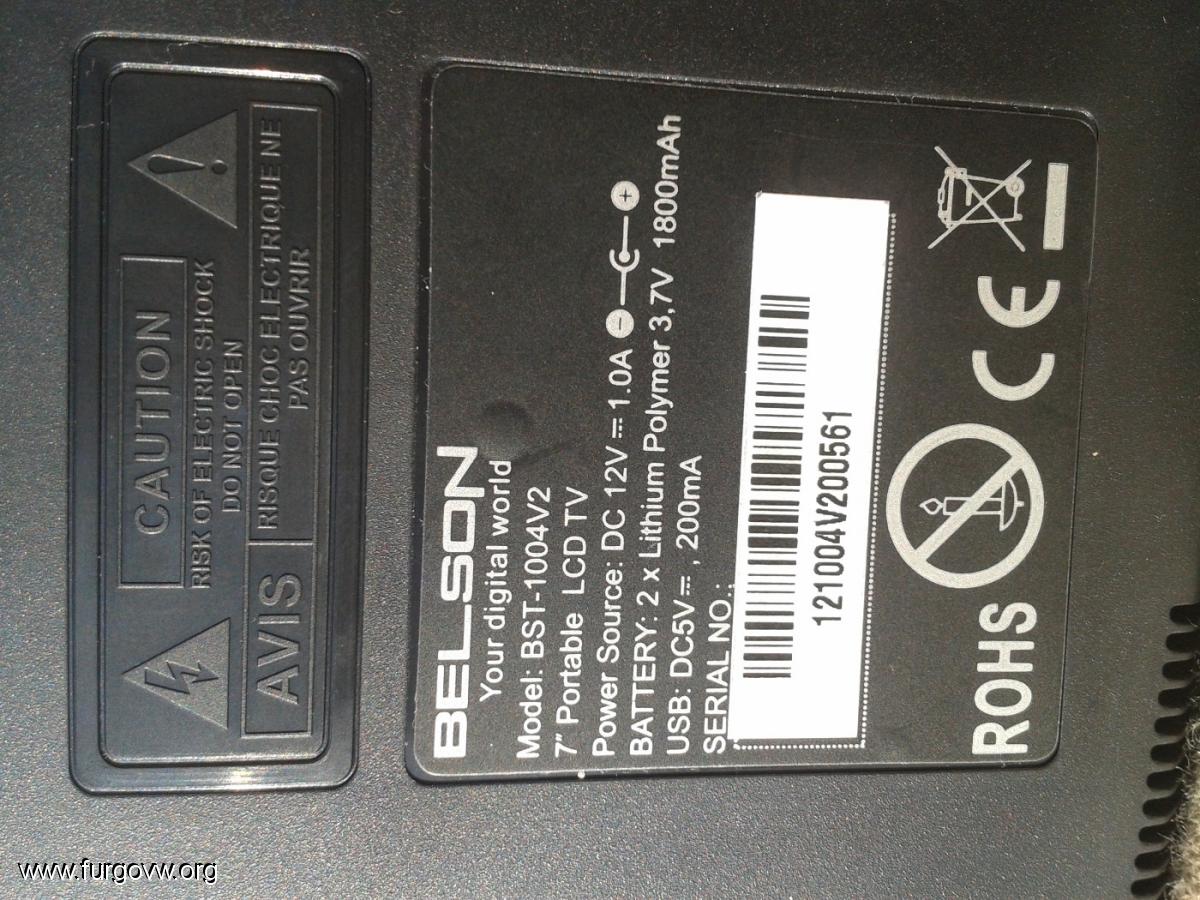 CAUTION
RISK OF ELECTRIC SHOCK
DO NOT OPEN
AVIS
RISQUE CHOC ELECTRIQUE NE
PAS OUVRIR
BELSON
Your digital world
Model: BST-1004V2
7" Portable LCD TV
Power Source: DC 12V⎓1.0A
BATTERY: 2 x Lithium Polymer 3,7V 1800mAh
USB: DC5V⎓, 200mA
SERIAL NO.:
121004V200561
ROHS CE
www.furgovw.org